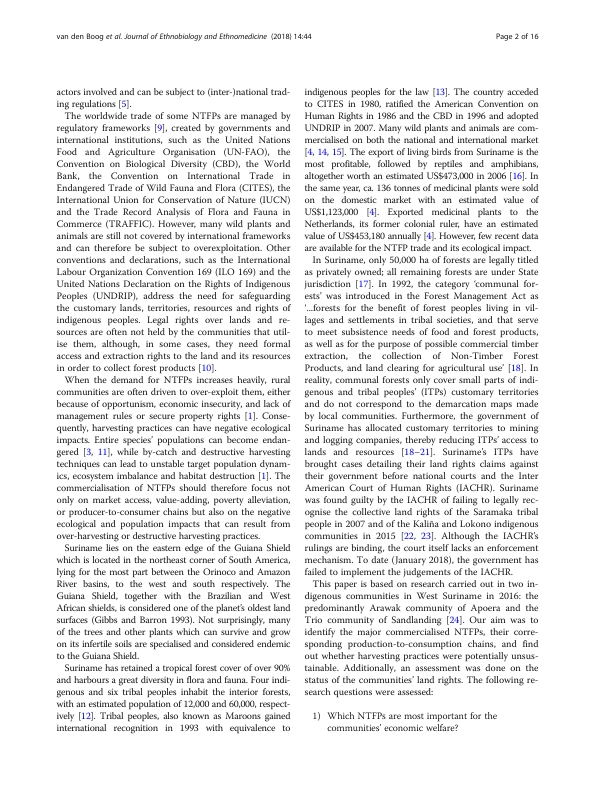 van den Boog et al. Journal of Ethnobiology and Ethnomedicine (2018) 14:44
Page 2 of 16
actors involved and can be subject to (inter-)national trad-
ing regulations [5].
The worldwide trade of some NTFPs are managed by
regulatory frameworks [9], created by governments and
international institutions, such as the United Nations
Food and Agriculture Organisation (UN-FAO), the
Convention on Biological Diversity (CBD), the World
Bank, the Convention on International Trade in
Endangered Trade of Wild Fauna and Flora (CITES), the
International Union for Conservation of Nature (IUCN)
and the Trade Record Analysis of Flora and Fauna in
Commerce (TRAFFIC). However, many wild plants and
animals are still not covered by international frameworks
and can therefore be subject to overexploitation. Other
conventions and declarations, such as the International
Labour Organization Convention 169 (ILO 169) and the
United Nations Declaration on the Rights of Indigenous
Peoples (UNDRIP), address the need for safeguarding
the customary lands, territories, resources and rights of
indigenous peoples. Legal rights over lands and re-
sources are often not held by the communities that util-
ise them, although, in some cases, they need formal
access and extraction rights to the land and its resources
in order to collect forest products [10].
When the demand for NTFPs increases heavily, rural
communities are often driven to over-exploit them, either
because of opportunism, economic insecurity, and lack of
management rules or secure property rights [1]. Conse-
quently, harvesting practices can have negative ecological
impacts. Entire species' populations can become endan-
gered [3, 11], while by-catch and destructive harvesting
techniques can lead to unstable target population dynam-
ics, ecosystem imbalance and habitat destruction [1]. The
commercialisation of NTFPs should therefore focus not
only on market access, value-adding, poverty alleviation,
or producer-to-consumer chains but also on the negative
ecological and population impacts that can result from
over-harvesting or destructive harvesting practices.
Suriname lies on the eastern edge of the Guiana Shield
which is located in the northeast corner of South America,
lying for the most part between the Orinoco and Amazon
River basins, to the west and south respectively. The
Guiana Shield, together with the Brazilian and West
African shields, is considered one of the planet's oldest land
surfaces (Gibbs and Barron 1993). Not surprisingly, many
of the trees and other plants which can survive and grow
on its infertile soils are specialised and considered endemic
to the Guiana Shield.
Suriname has retained a tropical forest cover of over 90%
and harbours a great diversity in flora and fauna. Four indi-
genous and six tribal peoples inhabit the interior forests,
with an estimated population of 12,000 and 60,000, respect-
ively [12]. Tribal peoples, also known as Maroons gained
international recognition in 1993 with equivalence to
indigenous peoples for the law [13]. The country acceded
to CITES in 1980, ratified the American Convention on
Human Rights in 1986 and the CBD in 1996 and adopted
UNDRIP in 2007. Many wild plants and animals are com-
mercialised on both the national and international market
[4, 14, 15]. The export of living birds from Suriname is the
most profitable, followed by reptiles and amphibians,
altogether worth an estimated US$473,000 in 2006 [16]. In
the same year, ca. 136 tonnes of medicinal plants were sold
on the domestic market with an estimated value of
US$1,123,000 [4]. Exported medicinal plants to the
Netherlands, its former colonial ruler, have an estimated
value of US$453,180 annually [4]. However, few recent data
are available for the NTFP trade and its ecological impact.
In Suriname, only 50,000 ha of forests are legally titled
as privately owned; all remaining forests are under State
jurisdiction [17]. In 1992, the category 'communal for-
ests' was introduced in the Forest Management Act as
'...forests for the benefit of forest peoples living in vil-
lages and settlements in tribal societies, and that serve
to meet subsistence needs of food and forest products,
as well as for the purpose of possible commercial timber
extraction, the collection of Non-Timber Forest
Products, and land clearing for agricultural use' [18]. In
reality, communal forests only cover small parts of indi-
genous and tribal peoples' (ITPs) customary territories
and do not correspond to the demarcation maps made
by local communities. Furthermore, the government of
Suriname has allocated customary territories to mining
and logging companies, thereby reducing ITPs' access to
lands and resources [18–21]. Suriname's ITPs have
brought cases detailing their land rights claims against
their government before national courts and the Inter
American Court of Human Rights (IACHR). Suriname
was found guilty by the IACHR of failing to legally rec-
ognise the collective land rights of the Saramaka tribal
people in 2007 and of the Kaliña and Lokono indigenous
communities in 2015 [22, 23]. Although the IACHR's
rulings are binding, the court itself lacks an enforcement
mechanism. To date (January 2018), the government has
failed to implement the judgements of the IACHR.
This paper is based on research carried out in two in-
digenous communities in West Suriname in 2016: the
predominantly Arawak community of Apoera and the
Trio community of Sandlanding [24]. Our aim was to
identify the major commercialised NTFPs, their corre-
sponding production-to-consumption chains, and find
out whether harvesting practices were potentially unsus-
tainable. Additionally, an assessment was done on the
status of the communities' land rights. The following re-
search questions were assessed:
1) Which NTFPs are most important for the
communities' economic welfare?